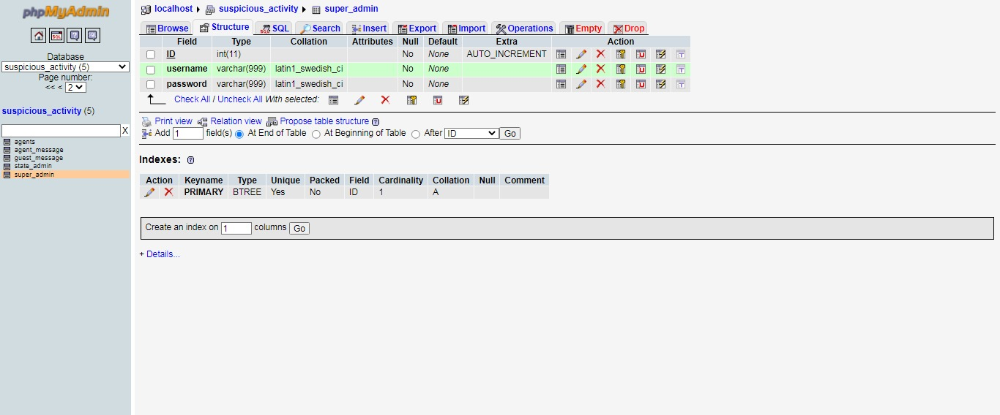 phpMyAdmin
Database
suspicious_activity (5)
Page number:
<< < 2
suspicious_activity (5)
X
agents
agent_message
guest_message
state_admin
super_admin
localhost suspicious_activity super_admin
Browse Structure SQL Search Insert Export Import Operations Empty Drop
Field Type Collation Attributes Null Default Extra Action
ID int(11) No None AUTO_INCREMENT
username varchar(999) latin1_swedish_ci No None
password varchar(999) latin1_swedish_ci No None
Check All / Uncheck All With selected:
Print view Relation view Propose table structure
Add 1 field(s) At End of Table At Beginning of Table After ID Go
Indexes:
Action Keyname Type Unique Packed Field Cardinality Collation Null Comment
PRIMARY BTREE Yes No ID 1 A
Create an index on 1 columns Go
+ Details...